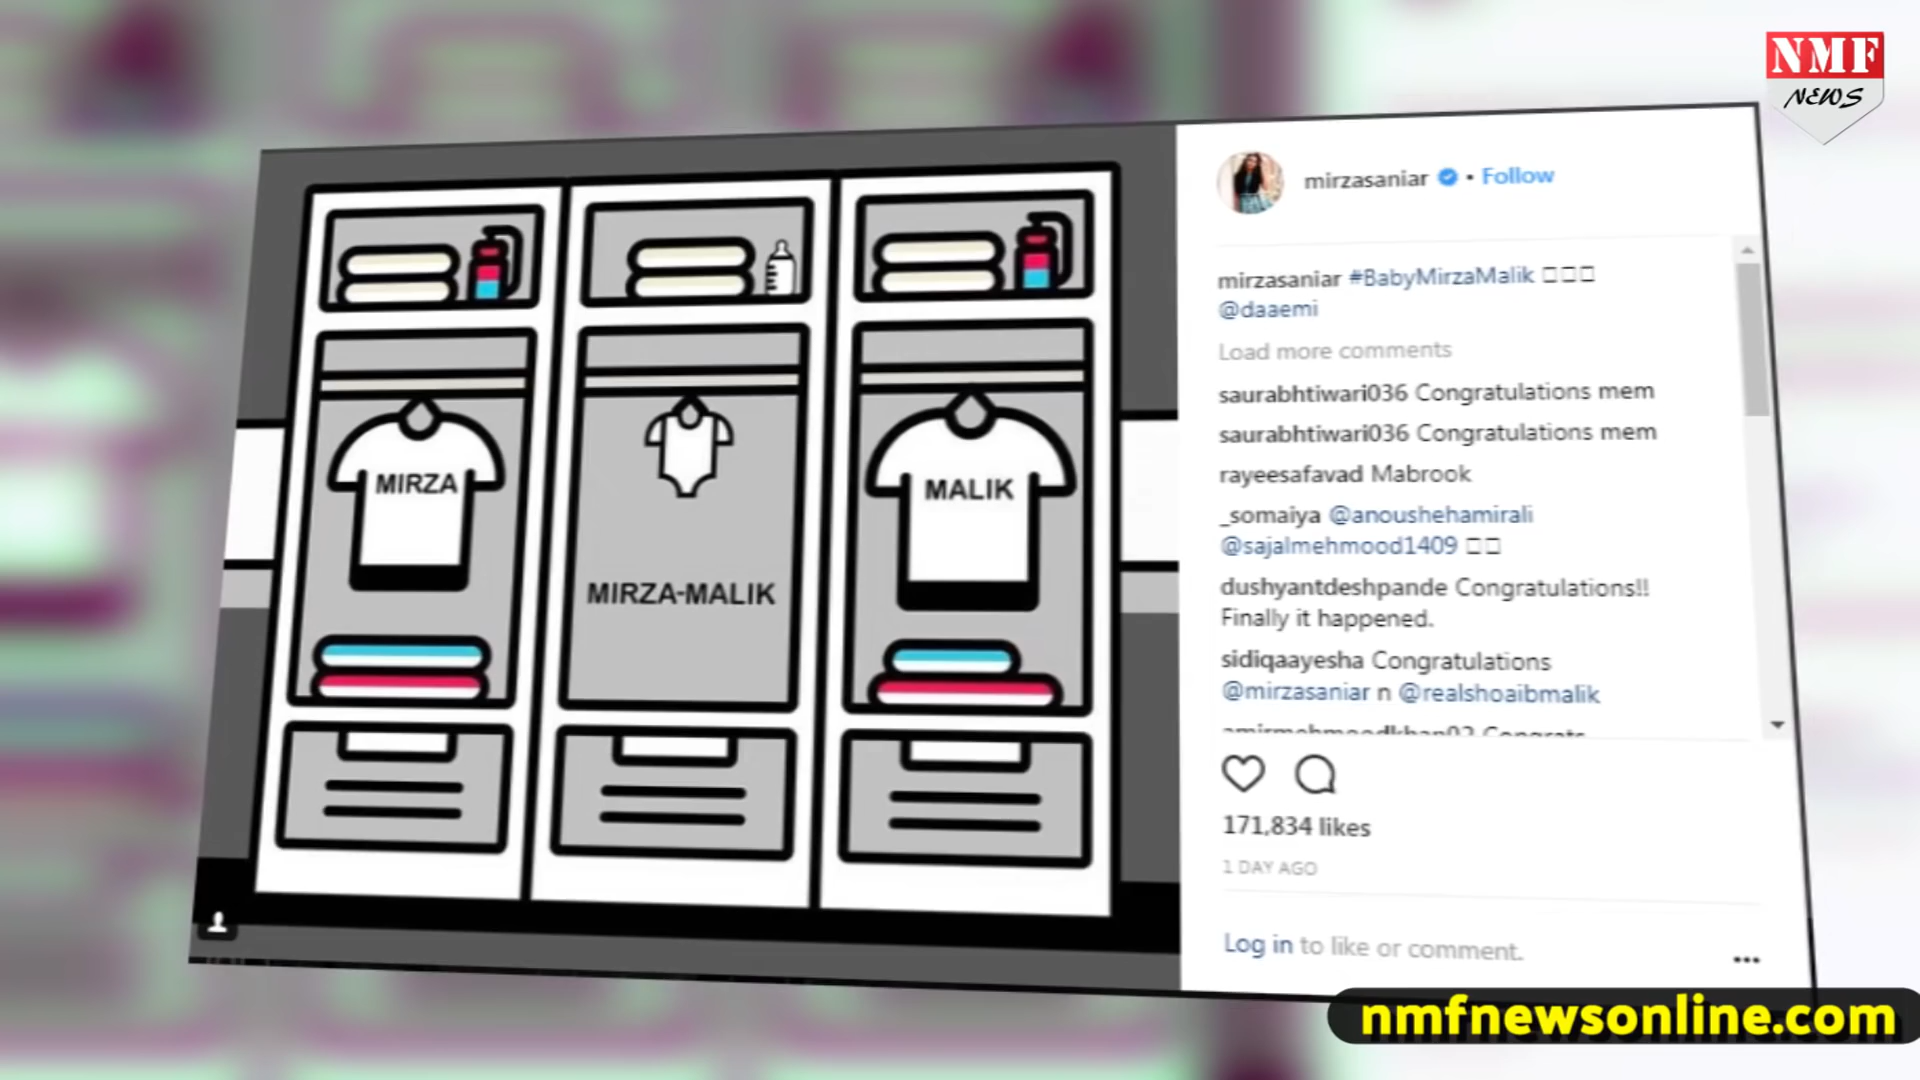 NMF
NEWS
MIRZA
MIRZA-MALIK
MALIK
mirzasaniar • Follow
mirzasaniar #BabyMirzaMalik
@daaemi
Load more comments
saurabhtiwari036 Congratulations mem
saurabhtiwari036 Congratulations mem
rayeesafavad Mabrook
_somaiya @anoushehamirali
@sajalmehmood1409
dushyantdeshpande Congratulations!!
Finally it happened.
sidiqaayesha Congratulations
@mirzasaniar n @realshoaibmalik
171,834 likes
1 DAY AGO
Log in to like or comment.
nmfnewsonline.com